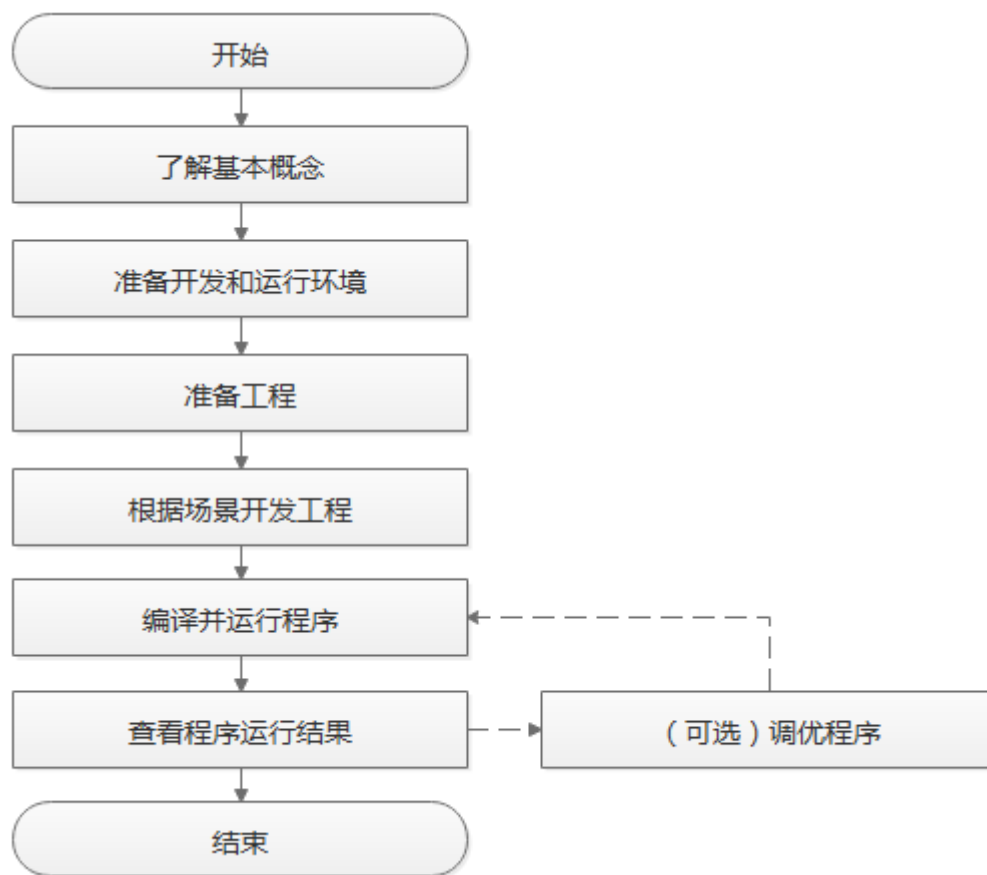 开始
了解基本概念
准备开发和运行环境
准备工程
根据场景开发工程
编译并运行程序
查看程序运行结果
（可选）调优程序
结束